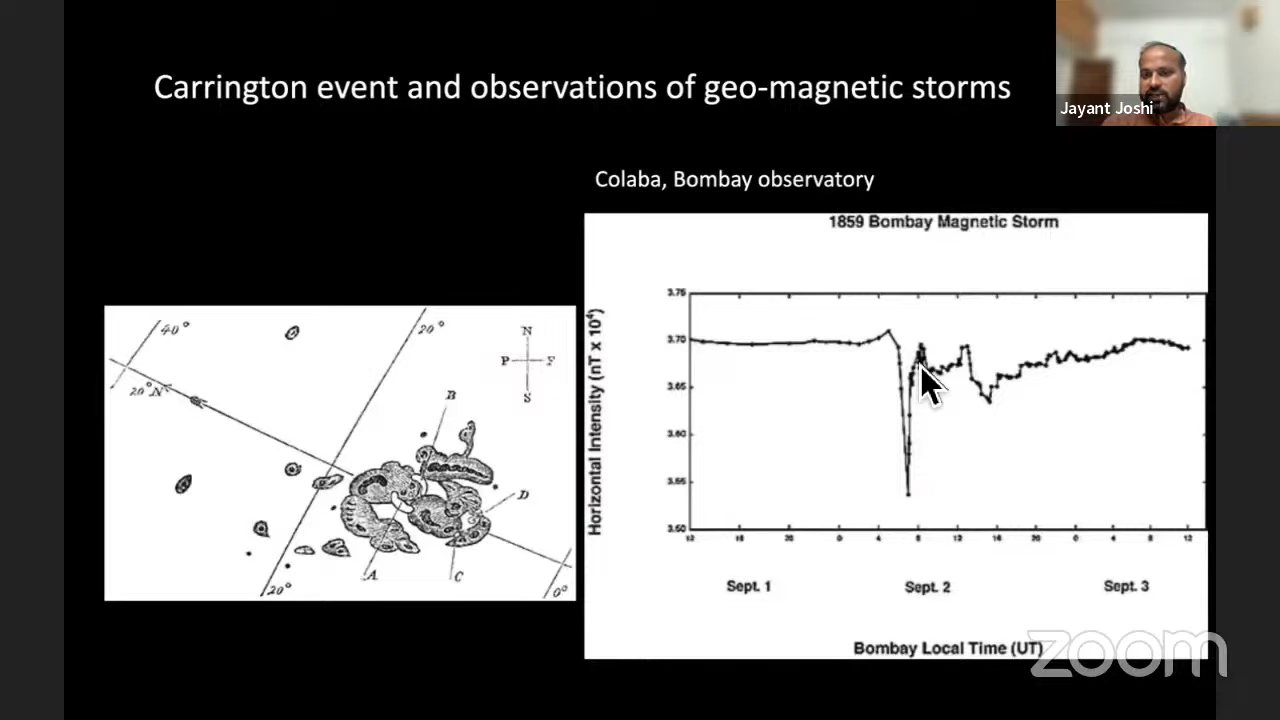 Carrington event and observations of geo-magnetic storms
Jayant Joshi
Colaba, Bombay observatory
1859 Bombay Magnetic Storm
Horizontal Intensity (nT x 10⁴)
3.75
3.70
3.65
3.60
3.55
3.50
12 16 20 0 4 8 12 16 20 0 4 8 12
Sept. 1 Sept. 2 Sept. 3
Bombay Local Time (UT)
40° 20°
N
P F
S
20° N
B
D
A C
20° 0°
zoom